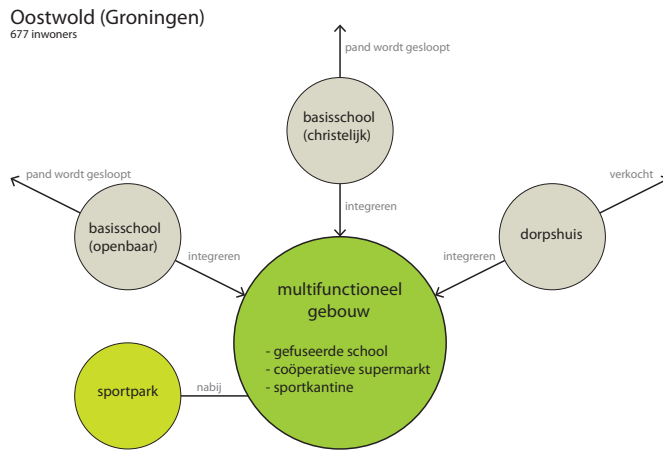 Oostwold (Groningen)
677 inwoners
pand wordt gesloopt
basisschool
(christelijk)
integreren
pand wordt gesloopt
basisschool
(openbaar)
integreren
verkocht
dorpshuis
integreren
multifunctioneel
gebouw
- gefuseerde school
- coöperatieve supermarkt
- sportkantine
sportpark
nabij